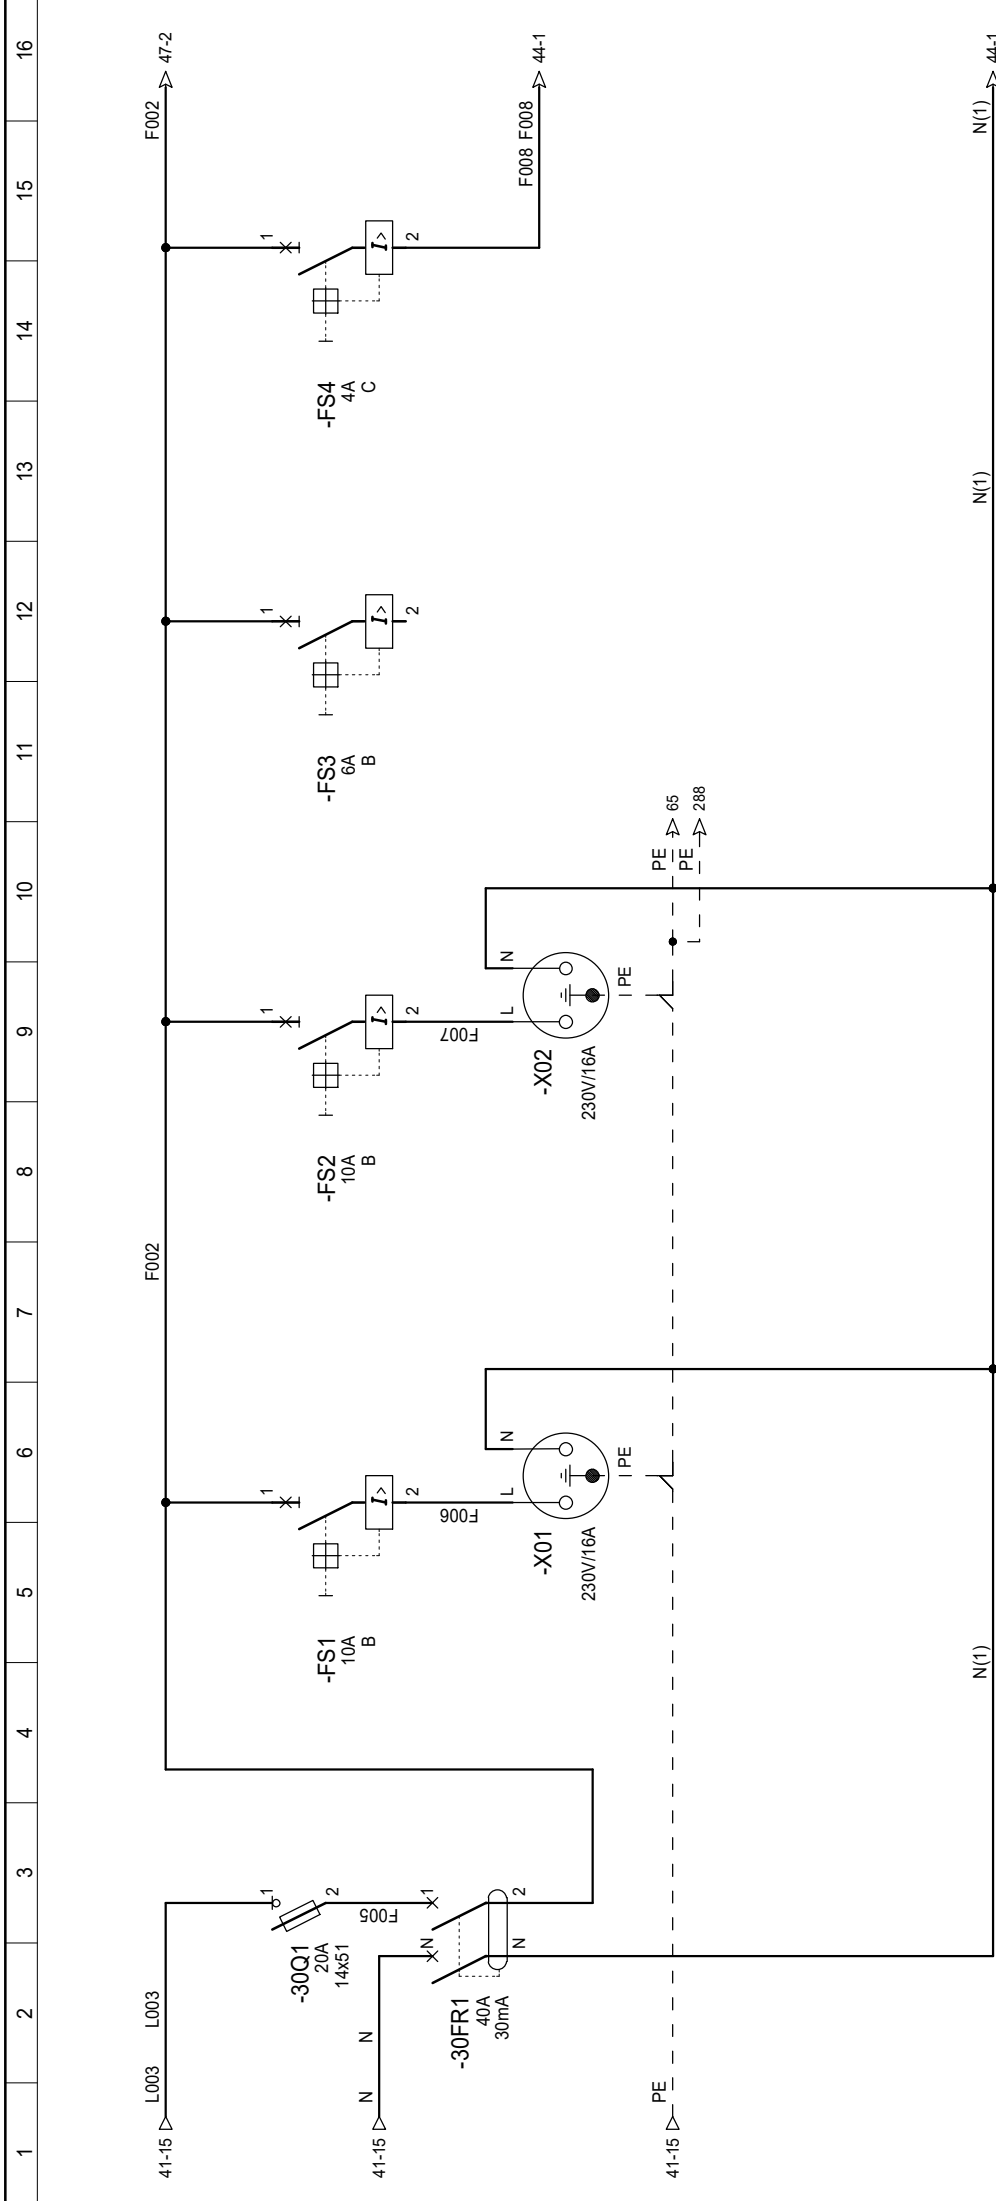 1 2 3 4 5 6 7 8 9 10 11 12 13 14 15 16
41-15 L003 L003
F002
F002 47-2
-30Q1
20A
14x51
1
2
F005
41-15 N N
-30FR1
40A
30mA
N 1
N 2
-FS1
10A
B
1
I>
2
F006
-X01
230V/16A
L N
PE
-FS2
10A
B
1
I>
2
F007
-X02
230V/16A
L N
PE
-FS3
6A
B
1
I>
2
-FS4
4A
C
1
I>
2
F008 F008 44-1
41-15 PE
PE 65
PE 288
N(1)
N(1)
N(1) 44-1